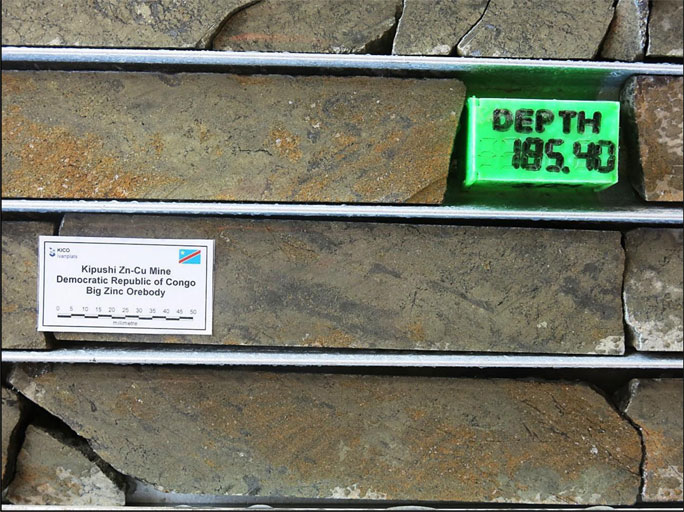 DEPTH
185.40
KICO
ivanplats
Kipushi Zn-Cu Mine
Democratic Republic of Congo
Big Zinc Orebody
0 5 10 15 20 25 30 35 40 45 50
millimetre